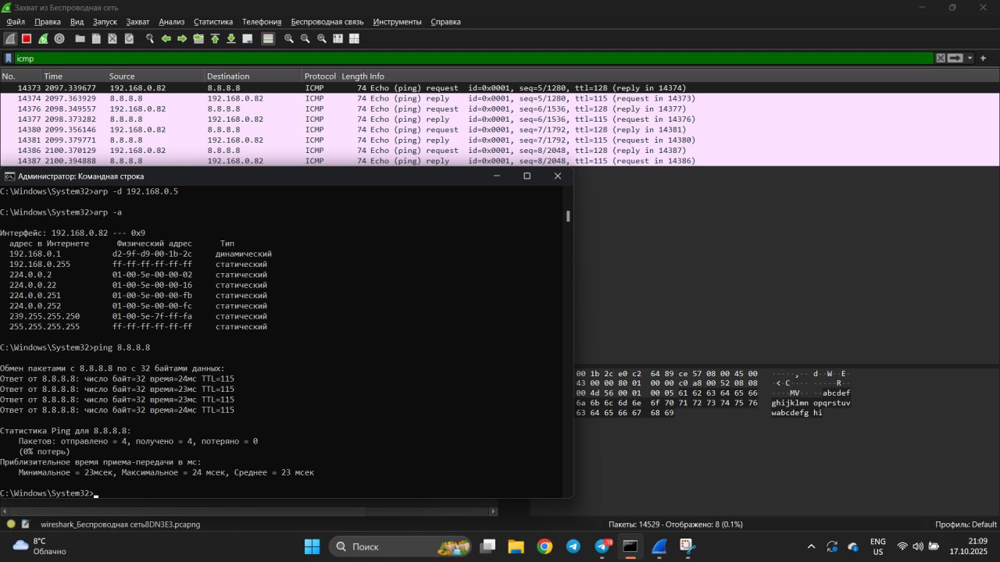 Захват из Беспроводная сеть
Файл Правка Вид Запуск Захват Анализ Статистика Телефония Беспроводная связь Инструменты Справка
icmp
No. Time Source Destination Protocol Length Info
14373 2097.339677 192.168.0.82 8.8.8.8 ICMP 74 Echo (ping) request id=0x0001, seq=5/1280, ttl=128 (reply in 14374)
14374 2097.363929 8.8.8.8 192.168.0.82 ICMP 74 Echo (ping) reply id=0x0001, seq=5/1280, ttl=115 (request in 14373)
14376 2098.349557 192.168.0.82 8.8.8.8 ICMP 74 Echo (ping) request id=0x0001, seq=6/1536, ttl=128 (reply in 14377)
14377 2098.373282 8.8.8.8 192.168.0.82 ICMP 74 Echo (ping) reply id=0x0001, seq=6/1536, ttl=115 (request in 14376)
14380 2099.356146 192.168.0.82 8.8.8.8 ICMP 74 Echo (ping) request id=0x0001, seq=7/1792, ttl=128 (reply in 14381)
14381 2099.379771 8.8.8.8 192.168.0.82 ICMP 74 Echo (ping) reply id=0x0001, seq=7/1792, ttl=115 (request in 14380)
14386 2100.370129 192.168.0.82 8.8.8.8 ICMP 74 Echo (ping) request id=0x0001, seq=8/2048, ttl=128 (reply in 14387)
14387 2100.394888 8.8.8.8 192.168.0.82 ICMP 74 Echo (ping) reply id=0x0001, seq=8/2048, ttl=115 (request in 14386)
Администратор: Командная строка
C:\Windows\System32>arp -d 192.168.0.5
C:\Windows\System32>arp -a
Интерфейс: 192.168.0.82 --- 0x9
адрес в Интернете Физический адрес Тип
192.168.0.1 d2-9f-d9-00-1b-2c динамический
192.168.0.255 ff-ff-ff-ff-ff-ff статический
224.0.0.2 01-00-5e-00-00-02 статический
224.0.0.22 01-00-5e-00-00-16 статический
224.0.0.251 01-00-5e-00-00-fb статический
224.0.0.252 01-00-5e-00-00-fc статический
239.255.255.250 01-00-5e-7f-ff-fa статический
255.255.255.255 ff-ff-ff-ff-ff-ff статический
C:\Windows\System32>ping 8.8.8.8
Обмен пакетами с 8.8.8.8 по с 32 байтами данных:
Ответ от 8.8.8.8: число байт=32 время=24мс TTL=115
Ответ от 8.8.8.8: число байт=32 время=23мс TTL=115
Ответ от 8.8.8.8: число байт=32 время=23мс TTL=115
Ответ от 8.8.8.8: число байт=32 время=24мс TTL=115
Статистика Ping для 8.8.8.8:
Пакетов: отправлено = 4, получено = 4, потеряно = 0
(0% потерь)
Приблизительное время приема-передачи в мс:
Минимальное = 23мсек, Максимальное = 24 мсек, Среднее = 23 мсек
C:\Windows\System32>
00 1b 2c e0 c2 64 89 ce 57 08 00 45 00 ·····, d W E
43 00 00 80 01 00 00 c0 a8 00 52 08 08 <C···· ·····R··
00 4d 56 00 01 00 05 61 62 63 64 65 66 ····MV·· ··abcdef
6a 6b 6c 6d 6e 6f 70 71 72 73 74 75 76 ghijklmn opqrstuv
63 64 65 66 67 68 69 wabcdefg hi
wireshark_Беспроводная сеть8DN3E3.pcapng
Пакеты: 14529 · Отображено: 8 (0.1%)
Профиль: Default
8°C
Облачно
Поиск
18
ENG
US
21:09
17.10.2025